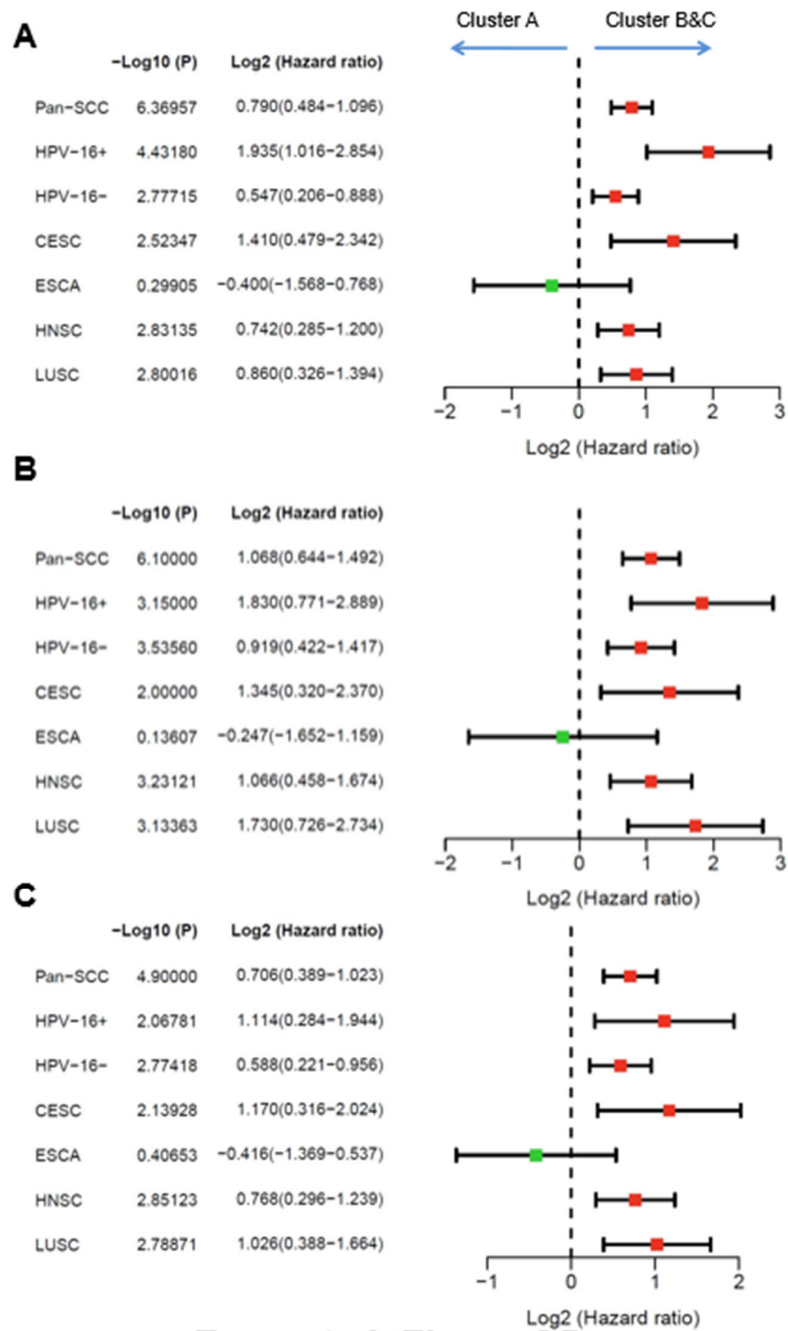 Cluster A Cluster B&C
A
−Log10 (P) Log2 (Hazard ratio)
Pan−SCC 6.36957 0.790(0.484−1.096)
HPV−16+ 4.43180 1.935(1.016−2.854)
HPV−16− 2.77715 0.547(0.206−0.888)
CESC 2.52347 1.410(0.479−2.342)
ESCA 0.29905 −0.400(−1.568−0.768)
HNSC 2.83135 0.742(0.285−1.200)
LUSC 2.80016 0.860(0.326−1.394)
−2 −1 0 1 2 3
Log2 (Hazard ratio)
B
−Log10 (P) Log2 (Hazard ratio)
Pan−SCC 6.10000 1.068(0.644−1.492)
HPV−16+ 3.15000 1.830(0.771−2.889)
HPV−16− 3.53560 0.919(0.422−1.417)
CESC 2.00000 1.345(0.320−2.370)
ESCA 0.13607 −0.247(−1.652−1.159)
HNSC 3.23121 1.066(0.458−1.674)
LUSC 3.13363 1.730(0.726−2.734)
−2 −1 0 1 2 3
Log2 (Hazard ratio)
C
−Log10 (P) Log2 (Hazard ratio)
Pan−SCC 4.90000 0.706(0.389−1.023)
HPV−16+ 2.06781 1.114(0.284−1.944)
HPV−16− 2.77418 0.588(0.221−0.956)
CESC 2.13928 1.170(0.316−2.024)
ESCA 0.40653 −0.416(−1.369−0.537)
HNSC 2.85123 0.768(0.296−1.239)
LUSC 2.78871 1.026(0.388−1.664)
−1 0 1 2
Log2 (Hazard ratio)